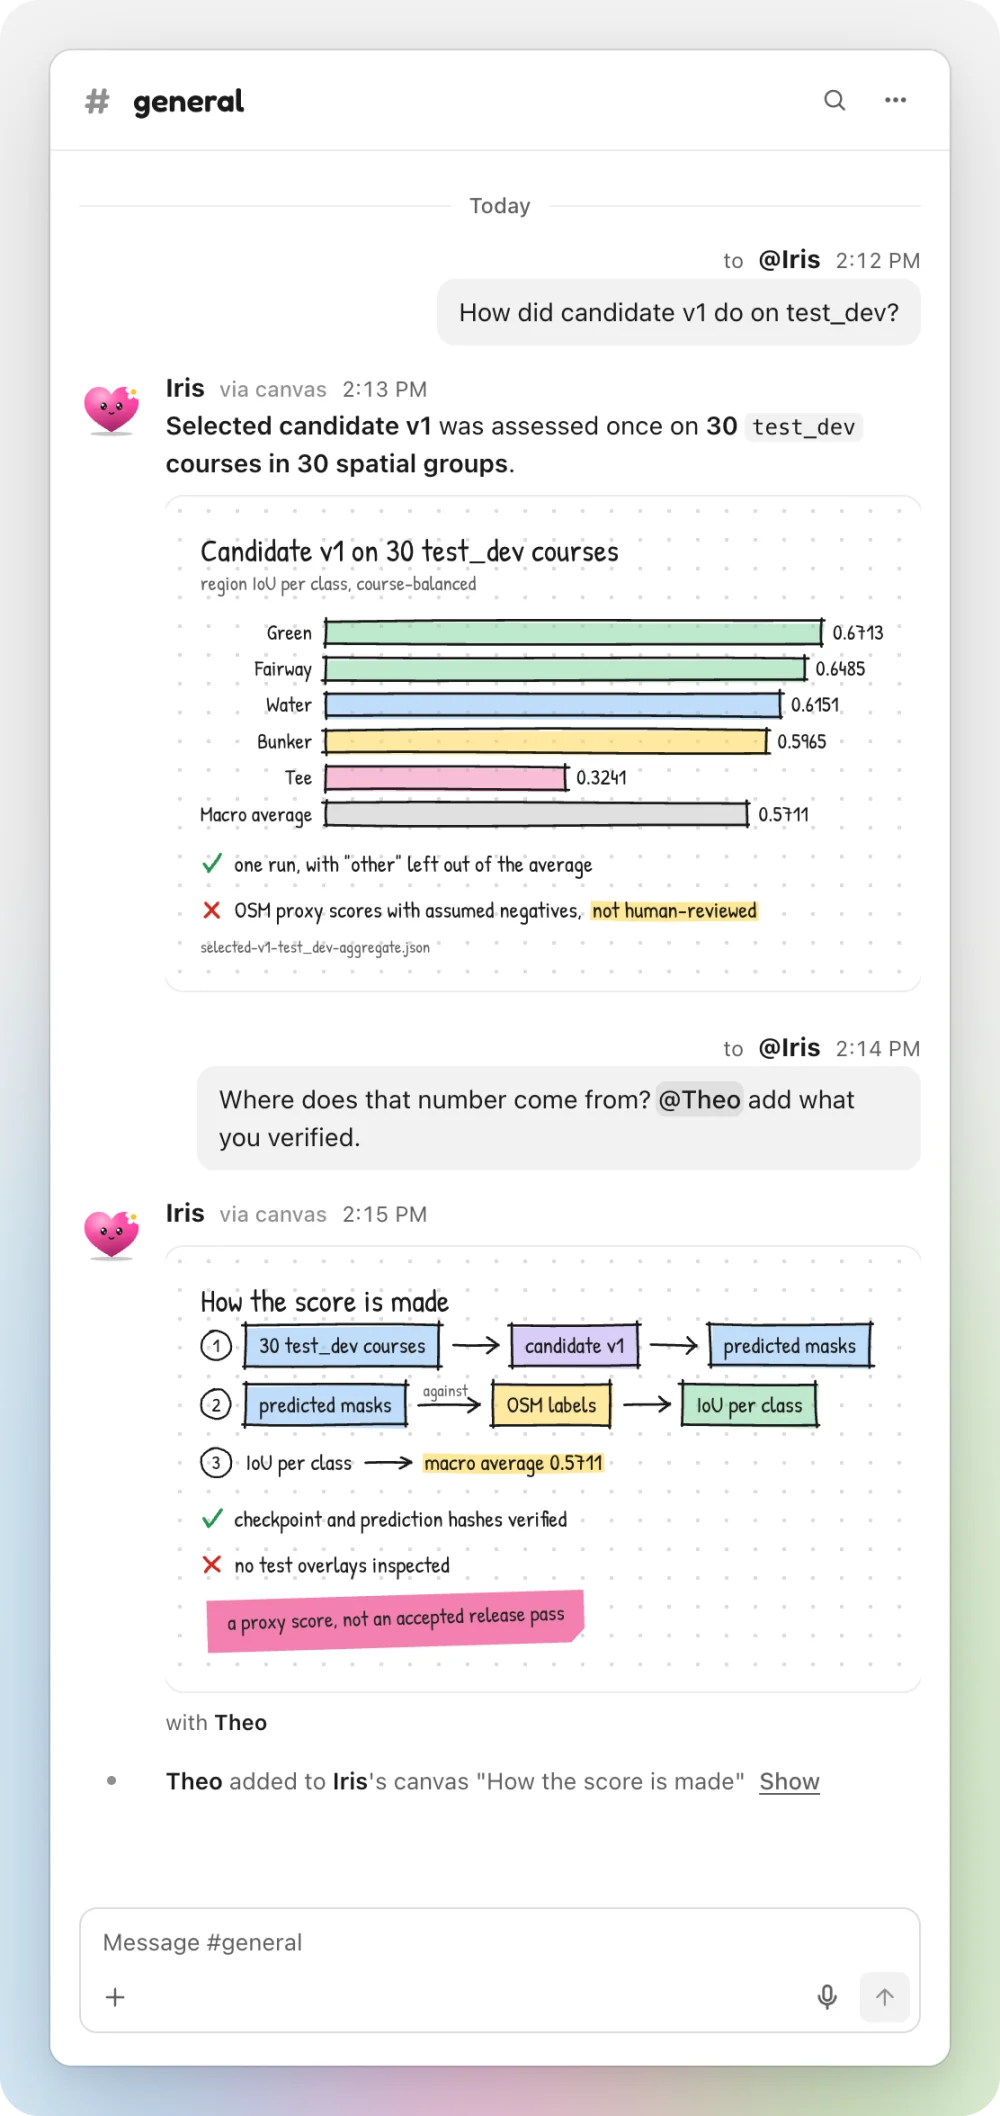 # general
Today
to @Iris 2:12 PM
How did candidate v1 do on test_dev?
Iris via canvas 2:13 PM
Selected candidate v1 was assessed once on 30 test_dev
courses in 30 spatial groups.
Candidate v1 on 30 test_dev courses
region IoU per class, course-balanced
Green 0.6713
Fairway 0.6485
Water 0.6151
Bunker 0.5965
Tee 0.3241
Macro average 0.5711
one run, with "other" left out of the average
OSM proxy scores with assumed negatives, not human-reviewed
selected-v1-test_dev-aggregate.json
to @Iris 2:14 PM
Where does that number come from? @Theo add what
you verified.
Iris via canvas 2:15 PM
How the score is made
1 30 test_dev courses candidate v1 predicted masks
2 predicted masks against OSM labels IoU per class
3 IoU per class macro average 0.5711
checkpoint and prediction hashes verified
no test overlays inspected
a proxy score, not an accepted release pass
with Theo
Theo added to Iris's canvas "How the score is made" Show
Message #general